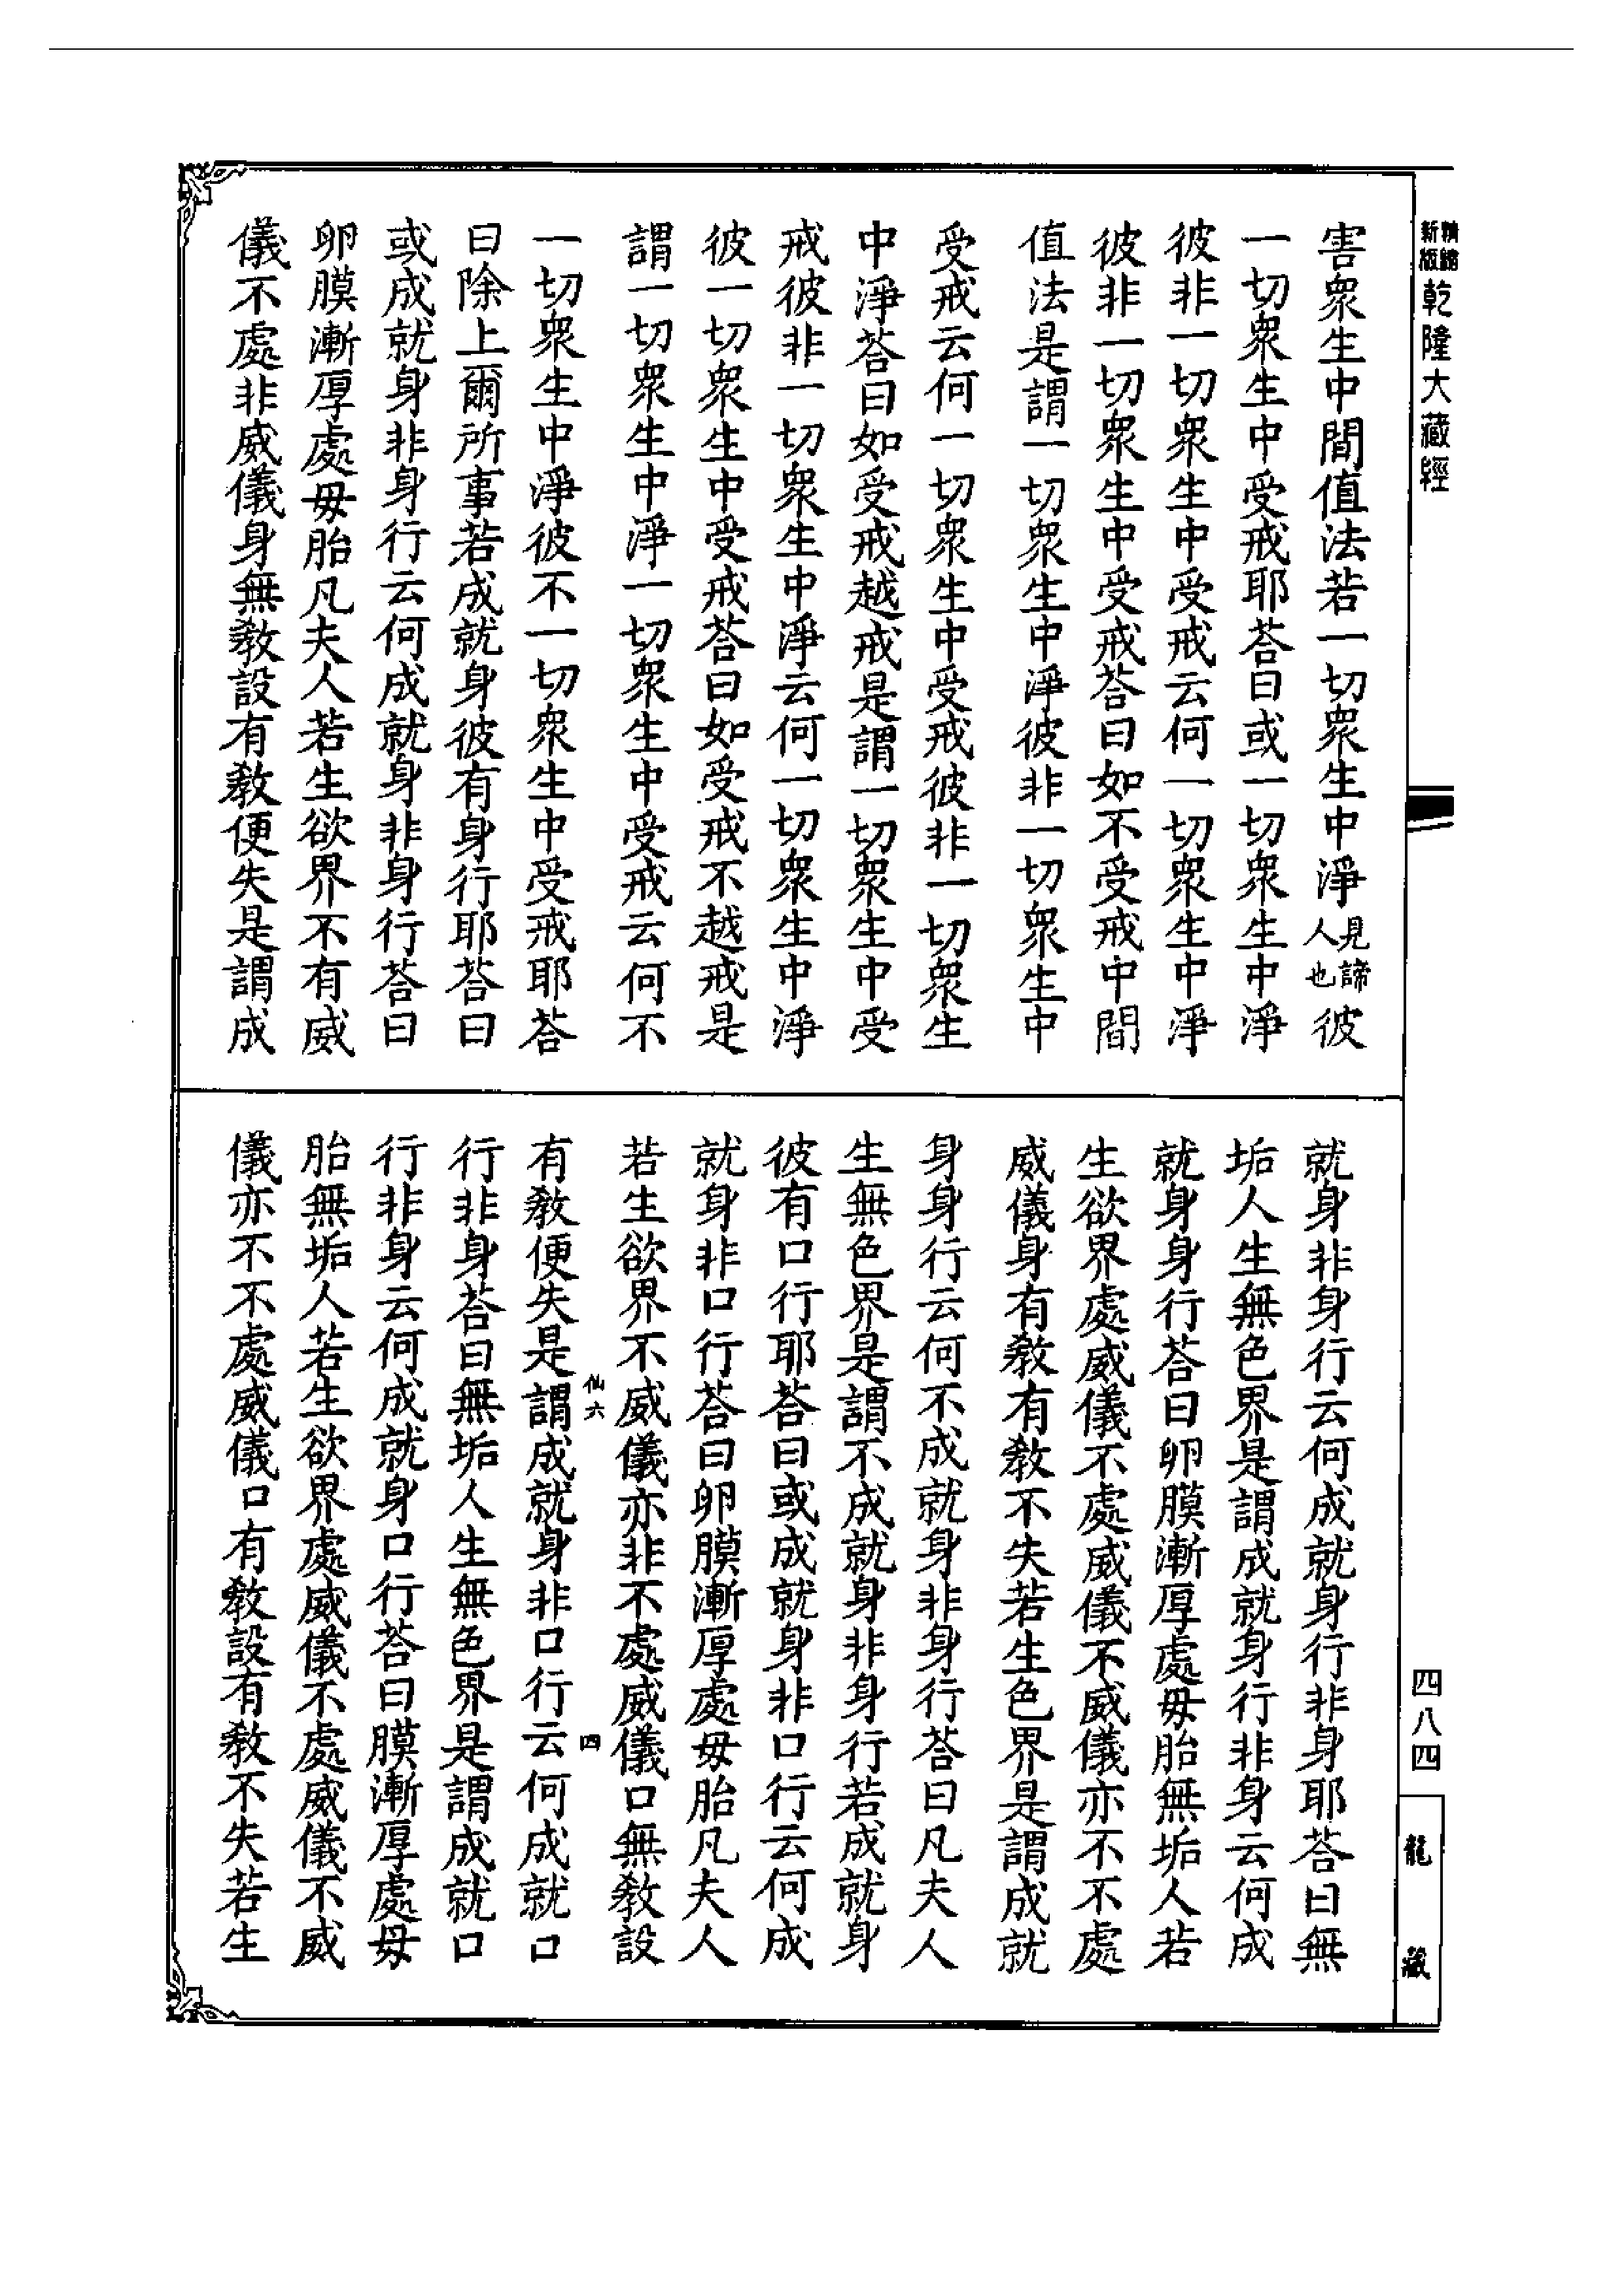 精繕新版乾隆大藏經
害衆生中間值法若一切衆生中淨見諦人也彼
一切衆生中受戒耶荅曰或一切衆生中淨
彼非一切衆生中受戒云何一切衆生中淨
彼非一切衆生中受戒荅曰如不受戒中間
值法是謂一切衆生中淨彼非一切衆生中
受戒云何一切衆生中受戒彼非一切衆生
中淨荅曰如受戒越戒是謂一切衆生中受
戒彼非一切衆生中淨云何一切衆生中淨
彼一切衆生中受戒荅曰如受戒不越戒是
謂一切衆生中淨一切衆生中受戒云何不
一切衆生中淨彼不一切衆生中受戒耶荅
曰除上爾所事若成就身彼有身行耶荅曰
或成就身非身行云何成就身非身行荅曰
卵膜漸厚處毋胎凡夫人若生欲界不有威
儀不處非威儀身無敎設有敎便失是謂成
就身非身行云何成就身行非身耶荅曰無
垢人生無色界是謂成就身行非身云何成
就身身行荅曰卵膜漸厚處毋胎無垢人若
生欲界處威儀不處威儀不威儀亦不不處
威儀身有敎有敎不失若生色界是謂成就
身身行云何不成就身非身行荅曰凡夫人
生無色界是謂不成就身非身行若成就身
彼有口行耶荅曰或成就身非口行云何成
就身非口行荅曰卵膜漸厚處毋胎凡夫人
若生欲界不威儀亦非不處威儀口無敎設
仙六 四
有敎便失是謂成就身非口行云何成就口
行非身荅曰無垢人生無色界是謂成就口
行非身云何成就身口行荅曰膜漸厚處毋
胎無垢人若生欲界處威儀不處威儀不威
儀亦不不處威儀口有敎設有敎不失若生
四八四
龍藏